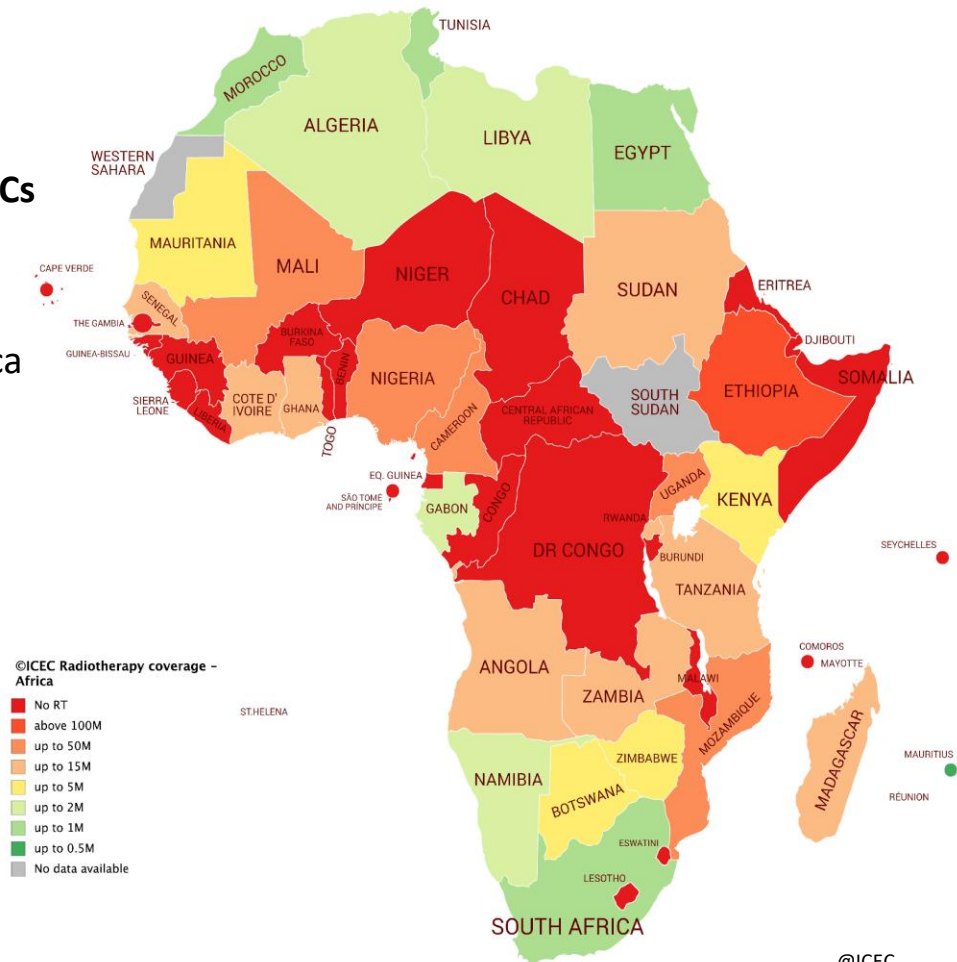 TUNISIA
MOROCCO
ALGERIA
LIBYA
EGYPT
WESTERN
SAHARA
Cs
MAURITANIA
MALI
NIGER
CHAD
SUDAN
ERITREA
CAPE VERDE
SENEGAL
THE GAMBIA
GUINEA-BISSAU
GUINEA
BURKINA
FASO
BENIN
NIGERIA
DJIBOUTI
SOMALIA
ETHIOPIA
SOUTH
SUDAN
ca
SIERRA
LEONE
LIBERIA
COTE D'
IVOIRE
GHANA
TOGO
CAMEROON
CENTRAL AFRICAN
REPUBLIC
EQ. GUINEA
SÃO TOMÉ
AND PRÍNCIPE
GABON
CONGO
DR CONGO
UGANDA
KENYA
RWANDA
BURUNDI
TANZANIA
SEYCHELLES
COMOROS
MAYOTTE
ANGOLA
ZAMBIA
MALAWI
MOZAMBIQUE
MADAGASCAR
MAURITIUS
RÉUNION
ZIMBABWE
NAMIBIA
BOTSWANA
ESWATINI
LESOTHO
SOUTH AFRICA
ST.HELENA
©ICEC Radiotherapy coverage –
Africa
No RT
above 100M
up to 50M
up to 15M
up to 5M
up to 2M
up to 1M
up to 0.5M
No data available
@ICEC